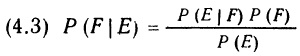 (4.3) P (F | E) = P (E | F) P (F) / P (E)